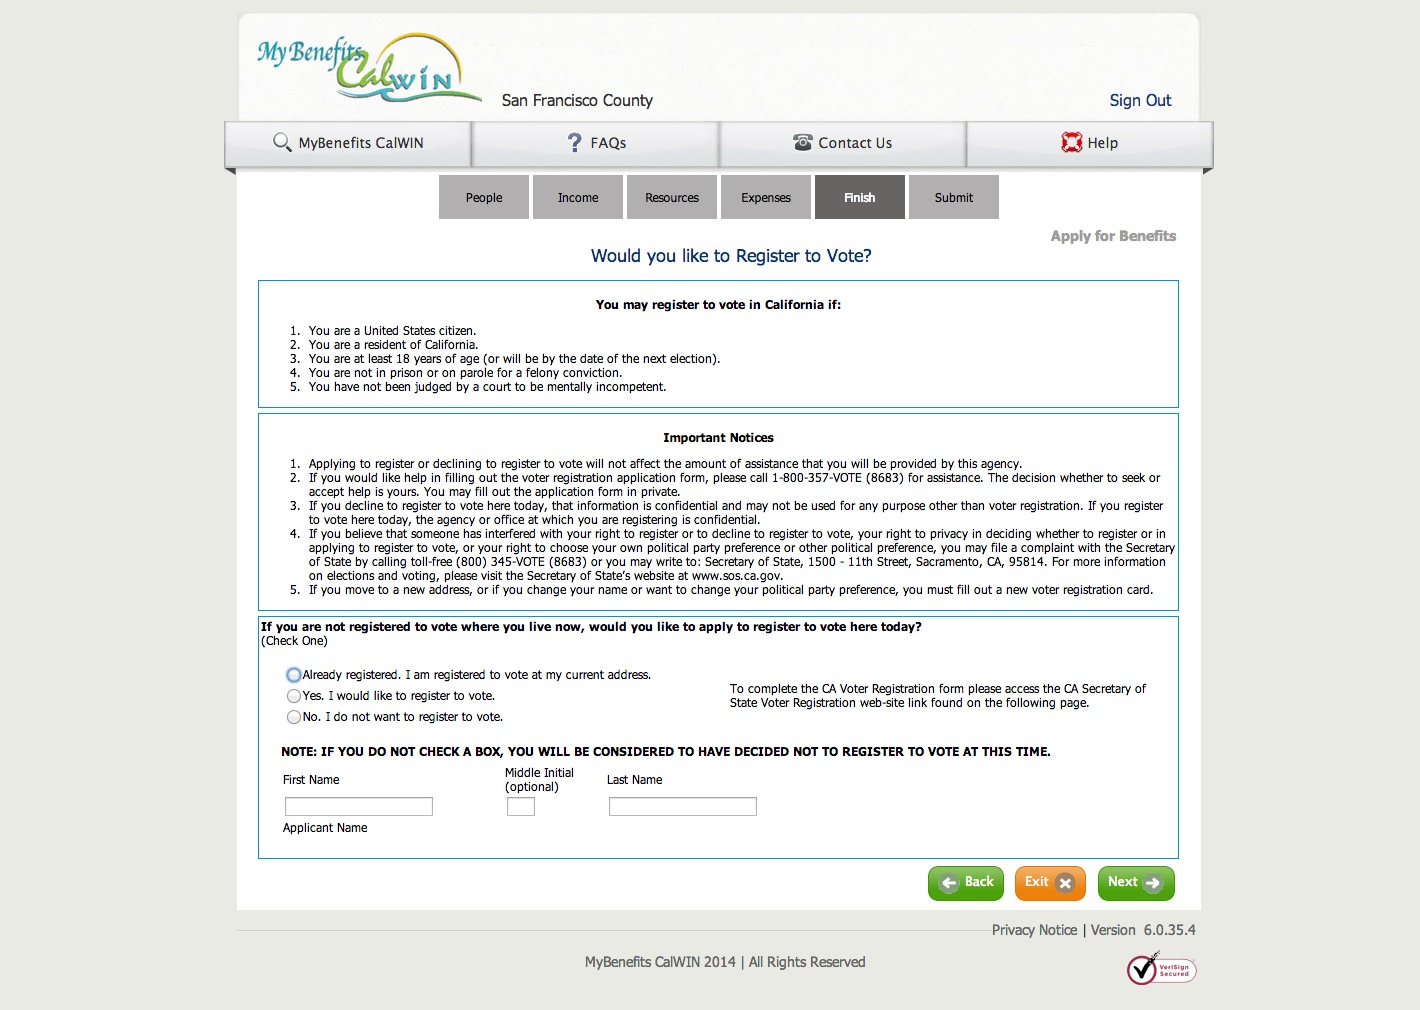 My Benefits
CalWIN
San Francisco County
Sign Out
MyBenefits CalWIN
? FAQs
Contact Us
Help
People
Income
Resources
Expenses
Finish
Submit
Apply for Benefits
Would you like to Register to Vote?
You may register to vote in California if:
1. You are a United States citizen.
2. You are a resident of California.
3. You are at least 18 years of age (or will be by the date of the next election).
4. You are not in prison or on parole for a felony conviction.
5. You have not been judged by a court to be mentally incompetent.
Important Notices
1. Applying to register or declining to register to vote will not affect the amount of assistance that you will be provided by this agency.
2. If you would like help in filling out the voter registration application form, please call 1-800-357-VOTE (8683) for assistance. The decision whether to seek or
accept help is yours. You may fill out the application form in private.
3. If you decline to register to vote here today, that information is confidential and may not be used for any purpose other than voter registration. If you register
to vote here today, the agency or office at which you are registering is confidential.
4. If you believe that someone has interfered with your right to register or to decline to register to vote, your right to privacy in deciding whether to register or in
applying to register to vote, or your right to choose your own political party preference or other political preference, you may file a complaint with the Secretary
of State by calling toll-free (800) 345-VOTE (8683) or you may write to: Secretary of State, 1500 - 11th Street, Sacramento, CA, 95814. For more information
on elections and voting, please visit the Secretary of State's website at www.sos.ca.gov.
5. If you move to a new address, or if you change your name or want to change your political party preference, you must fill out a new voter registration card.
If you are not registered to vote where you live now, would you like to apply to register to vote here today?
(Check One)
Already registered. I am registered to vote at my current address.
Yes. I would like to register to vote.
No. I do not want to register to vote.
To complete the CA Voter Registration form please access the CA Secretary of
State Voter Registration web-site link found on the following page.
NOTE: IF YOU DO NOT CHECK A BOX, YOU WILL BE CONSIDERED TO HAVE DECIDED NOT TO REGISTER TO VOTE AT THIS TIME.
First Name
Middle Initial
(optional)
Last Name
Applicant Name
Back
Exit
Next
Privacy Notice | Version 6.0.35.4
MyBenefits CalWIN 2014 | All Rights Reserved
VeriSign
Secured